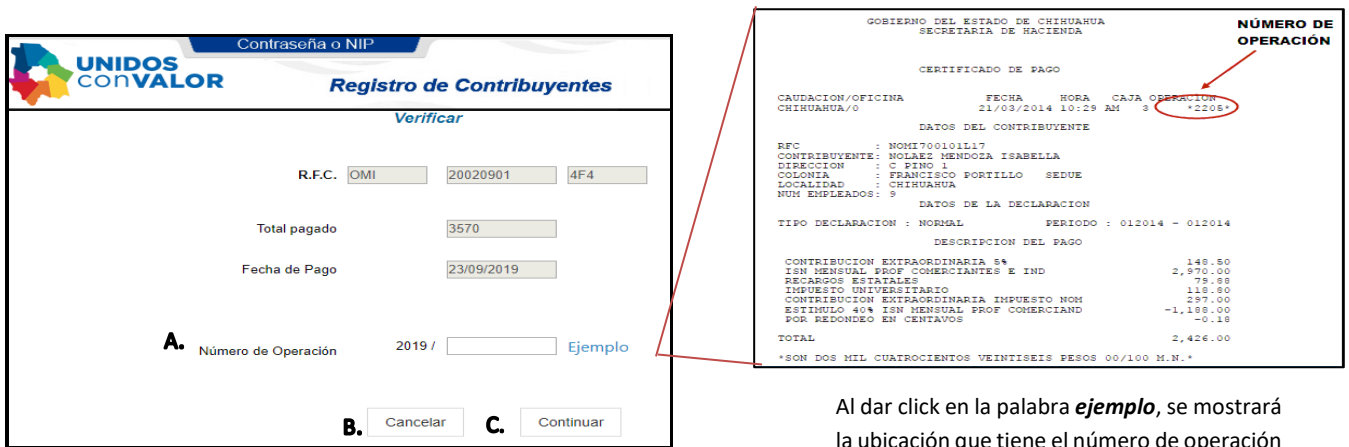 Contraseña o NIP
UNIDOS
conVALOR
Registro de Contribuyentes
Verificar
R.F.C. OMI 20020901 4F4
Total pagado 3570
Fecha de Pago 23/09/2019
A. Número de Operación 2019 / Ejemplo
B. Cancelar C. Continuar
GOBIERNO DEL ESTADO DE CHIHUAHUA
SECRETARIA DE HACIENDA
NÚMERO DE
OPERACIÓN
CERTIFICADO DE PAGO
CAUDACION/OFICINA FECHA HORA CAJA OPERACION
CHIHUAHUA/0 21/03/2014 10:29 AM 3 *2205*
DATOS DEL CONTRIBUYENTE
RFC : NOMI700101L17
CONTRIBUYENTE: NOLAEZ MENDOZA ISABELLA
DIRECCION : C PINO 1
COLONIA : FRANCISCO PORTILLO SEDUE
LOCALIDAD : CHIHUAHUA
NUM EMPLEADOS: 9
DATOS DE LA DECLARACION
TIPO DECLARACION : NORMAL PERIODO : 012014 - 012014
DESCRIPCION DEL PAGO
CONTRIBUCION EXTRAORDINARIA 5% 148.50
ISN MENSUAL PROF COMERCIANTES E IND 2,970.00
RECARGOS ESTATALES 79.88
IMPUESTO UNIVERSITARIO 118.80
CONTRIBUCION EXTRAORDINARIA IMPUESTO NOM 297.00
ESTIMULO 40% ISN MENSUAL PROF COMERCIAND -1,188.00
POR REDONDEO EN CENTAVOS -0.18
TOTAL 2,426.00
*SON DOS MIL CUATROCIENTOS VEINTISEIS PESOS 00/100 M.N.*
Al dar click en la palabra ejemplo, se mostrará
la ubicación que tiene el número de operación